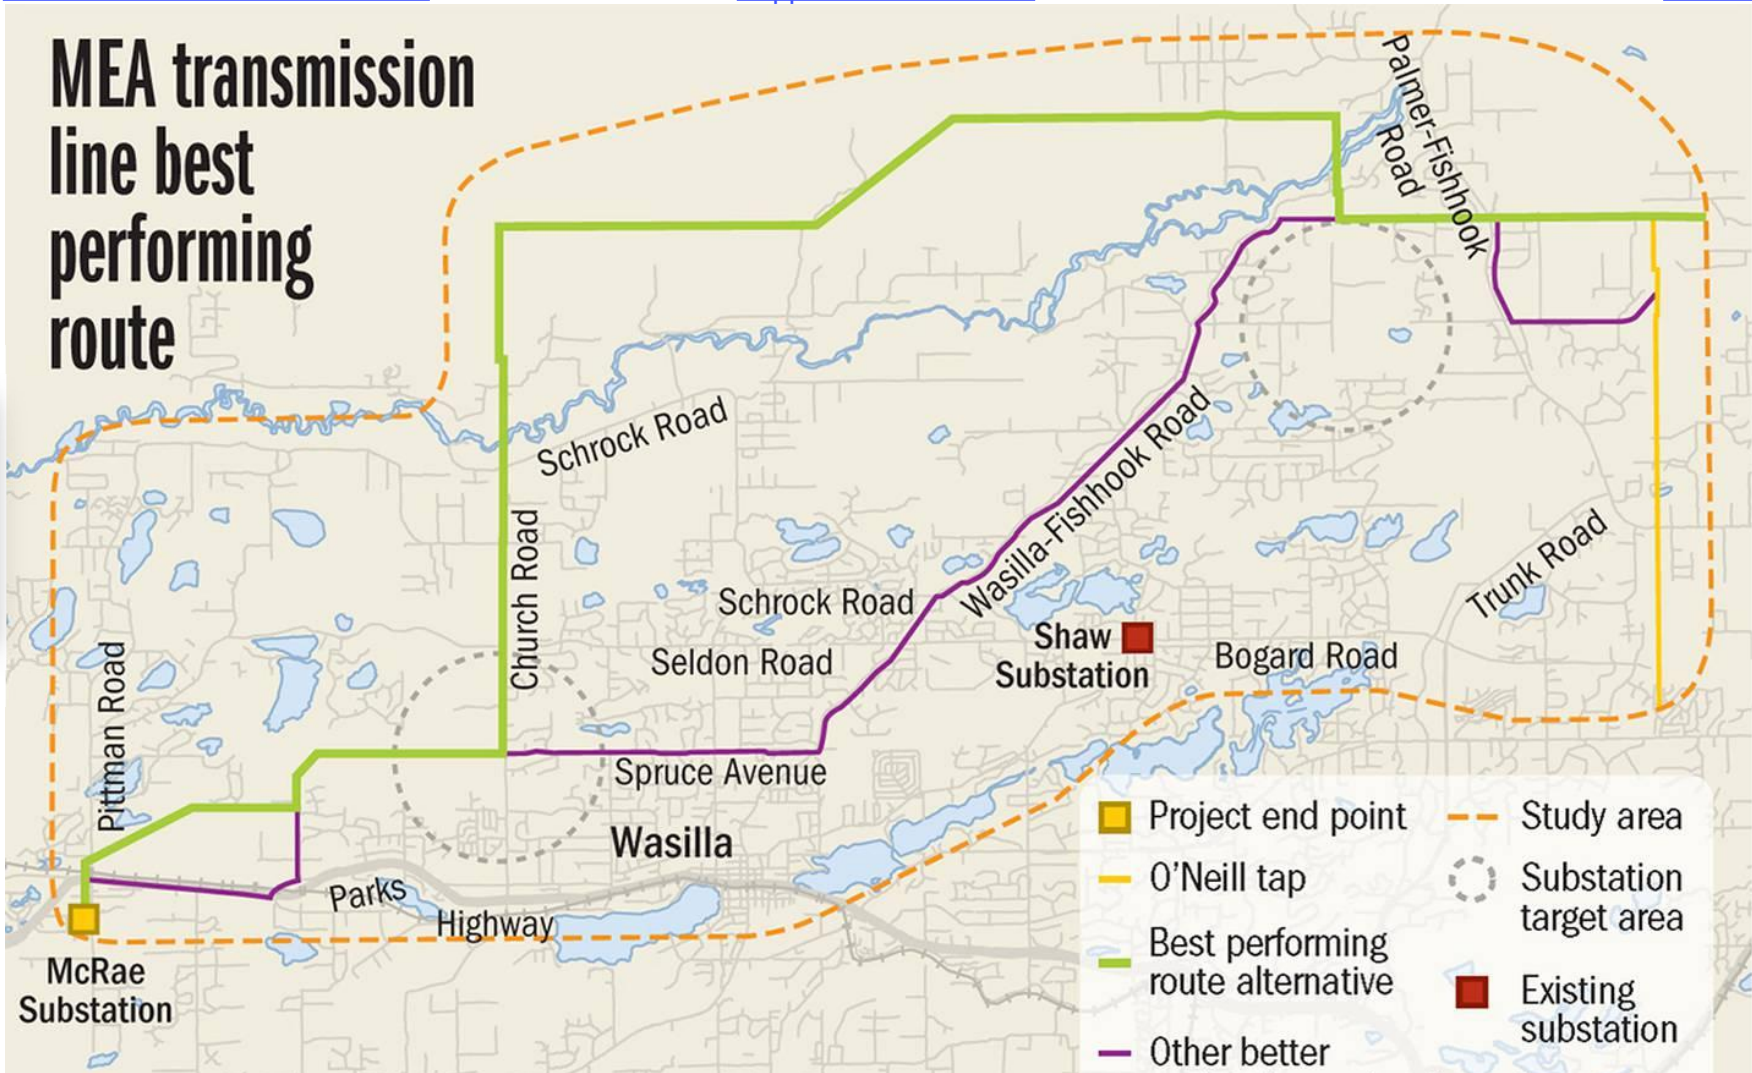 MEA transmission
line best
performing
route
Palmer-Fishhook
Road
Schrock Road
Church Road
Wasilla-Fishhook Road
Schrock Road
Seldon Road
Shaw
Substation
Bogard Road
Trunk Road
Pittman Road
Spruce Avenue
Wasilla
Parks
Highway
McRae
Substation
Project end point
O'Neill tap
Best performing
route alternative
Other better
Study area
Substation
target area
Existing
substation